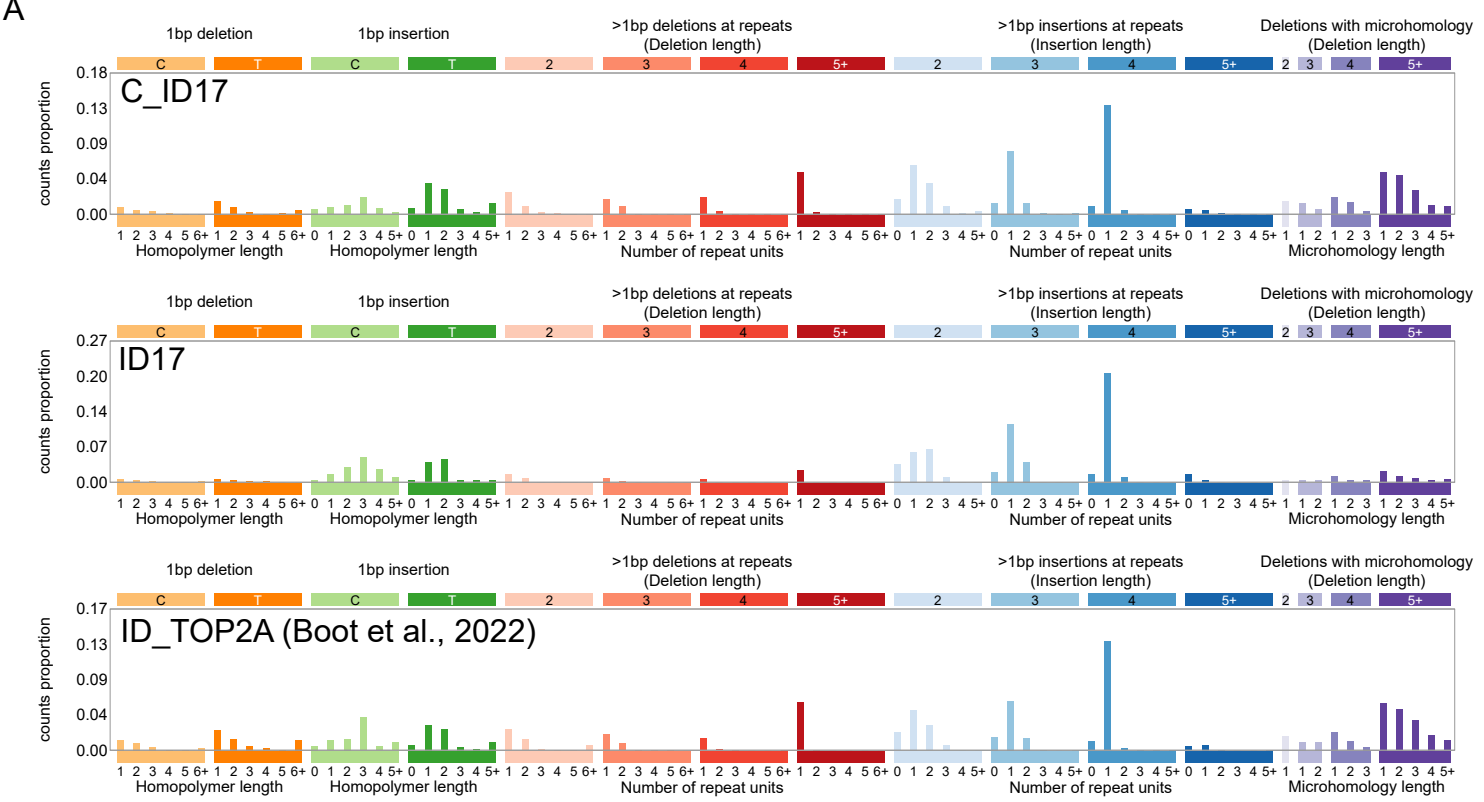 A
1bp deletion 1bp insertion >1bp deletions at repeats >1bp insertions at repeats Deletions with microhomology
(Deletion length) (Insertion length) (Deletion length)
C T C T 2 3 4 5+ 2 3 4 5+ 2 3 4 5+
C_ID17
counts proportion
0.18
0.13
0.09
0.04
0.00
1 2 3 4 5 6+ 1 2 3 4 5 6+ 0 1 2 3 4 5+ 0 1 2 3 4 5+ 1 2 3 4 5 6+ 1 2 3 4 5 6+ 1 2 3 4 5 6+ 1 2 3 4 5 6+ 0 1 2 3 4 5+ 0 1 2 3 4 5+ 0 1 2 3 4 5+ 0 1 2 3 4 5+ 1 1 2 1 2 3 1 2 3 4 5+
Homopolymer length Homopolymer length Number of repeat units Number of repeat units Microhomology length
1bp deletion 1bp insertion >1bp deletions at repeats >1bp insertions at repeats Deletions with microhomology
(Deletion length) (Insertion length) (Deletion length)
C T C T 2 3 4 5+ 2 3 4 5+ 2 3 4 5+
ID17
counts proportion
0.27
0.20
0.14
0.07
0.00
1 2 3 4 5 6+ 1 2 3 4 5 6+ 0 1 2 3 4 5+ 0 1 2 3 4 5+ 1 2 3 4 5 6+ 1 2 3 4 5 6+ 1 2 3 4 5 6+ 1 2 3 4 5 6+ 0 1 2 3 4 5+ 0 1 2 3 4 5+ 0 1 2 3 4 5+ 0 1 2 3 4 5+ 1 1 2 1 2 3 1 2 3 4 5+
Homopolymer length Homopolymer length Number of repeat units Number of repeat units Microhomology length
1bp deletion 1bp insertion >1bp deletions at repeats >1bp insertions at repeats Deletions with microhomology
(Deletion length) (Insertion length) (Deletion length)
C T C T 2 3 4 5+ 2 3 4 5+ 2 3 4 5+
ID_TOP2A (Boot et al., 2022)
counts proportion
0.17
0.13
0.09
0.04
0.00
1 2 3 4 5 6+ 1 2 3 4 5 6+ 0 1 2 3 4 5+ 0 1 2 3 4 5+ 1 2 3 4 5 6+ 1 2 3 4 5 6+ 1 2 3 4 5 6+ 1 2 3 4 5 6+ 0 1 2 3 4 5+ 0 1 2 3 4 5+ 0 1 2 3 4 5+ 0 1 2 3 4 5+ 1 1 2 1 2 3 1 2 3 4 5+
Homopolymer length Homopolymer length Number of repeat units Number of repeat units Microhomology length